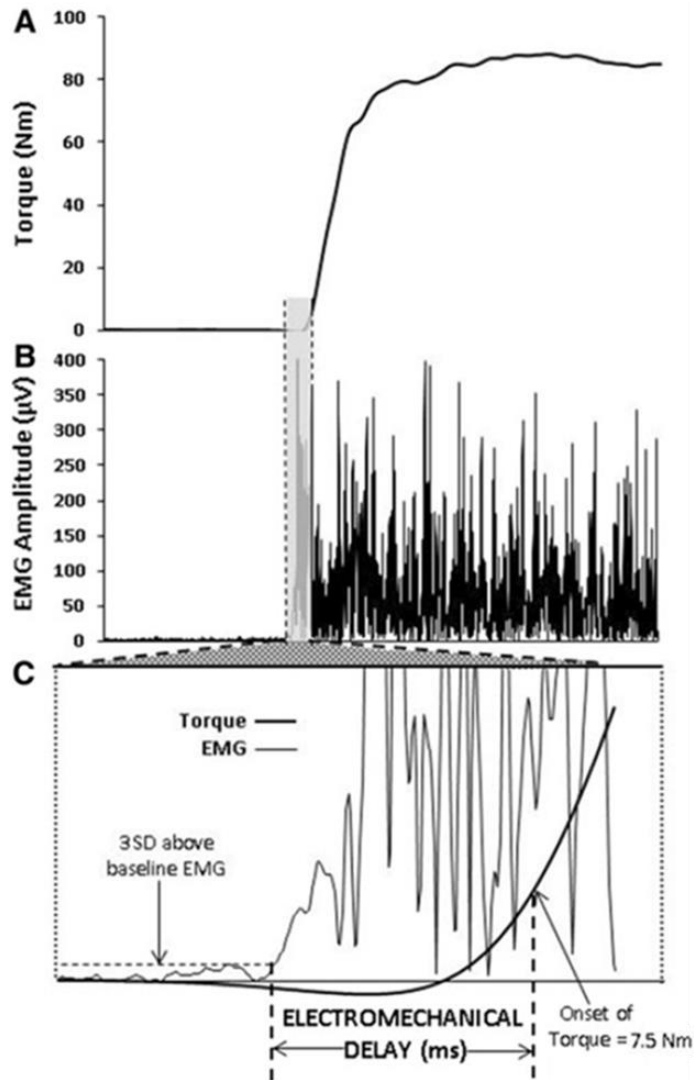 A
100
80
60
40
20
0
Torque (Nm)
B
400
350
300
250
200
150
100
50
0
EMG Amplitude (µV)
C
Torque
EMG
3SD above
baseline EMG
ELECTROMECHANICAL
DELAY (ms)
Onset of
Torque = 7.5 Nm